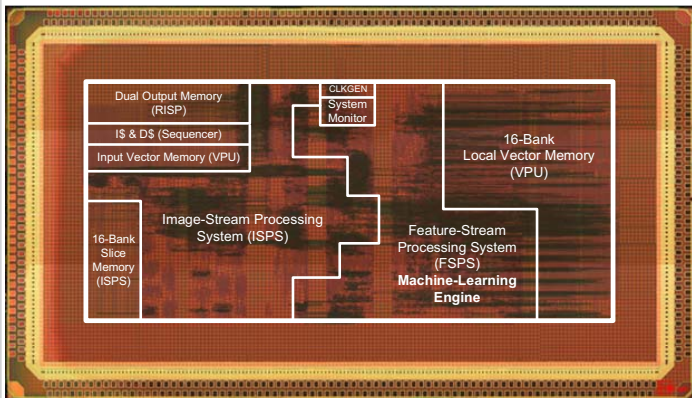 Dual Output Memory
(RISP)
I$ & D$ (Sequencer)
Input Vector Memory (VPU)
CLKGEN
System
Monitor
16-Bank
Local Vector Memory
(VPU)
Image-Stream Processing
System (ISPS)
16-Bank
Slice
Memory
(ISPS)
Feature-Stream
Processing System
(FSPS)
Machine-Learning
Engine